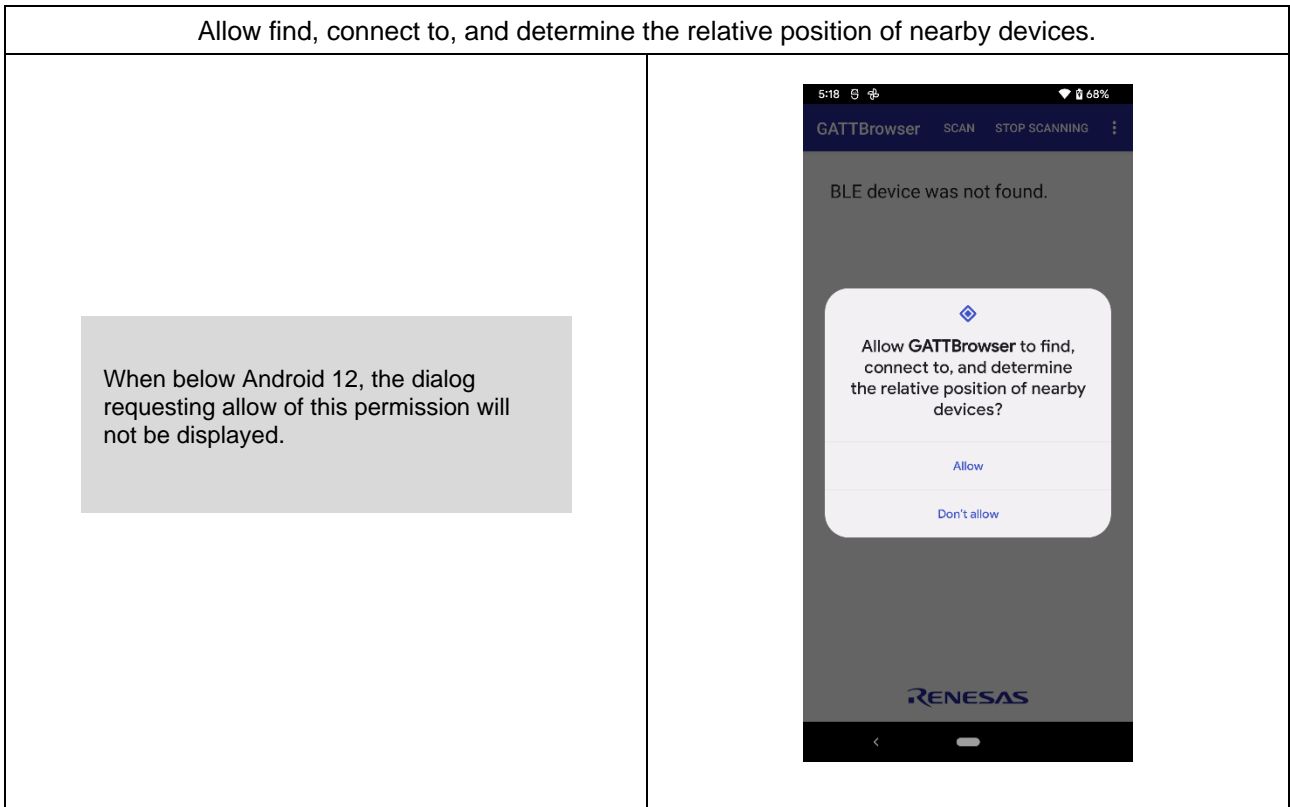 Allow find, connect to, and determine the relative position of nearby devices.
When below Android 12, the dialog
requesting allow of this permission will
not be displayed.
5:18 68%
GATTBrowser SCAN STOP SCANNING
BLE device was not found.
Allow GATTBrowser to find,
connect to, and determine
the relative position of nearby
devices?
Allow
Don't allow
RENESAS